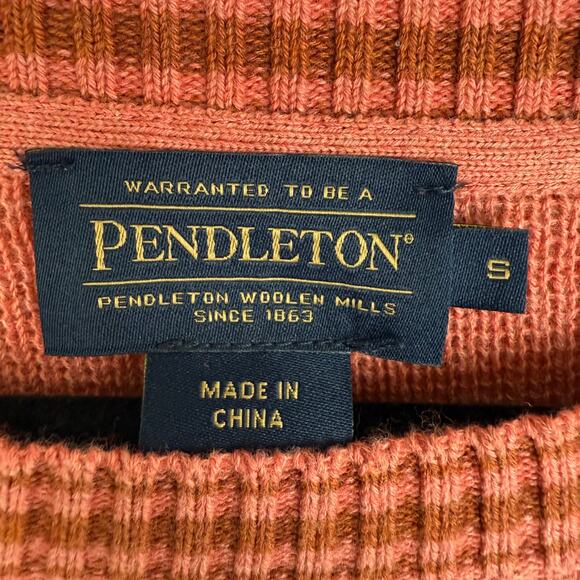 WARRANTED TO BE A
PENDLETON®
PENDLETON WOOLEN MILLS
SINCE 1863
S
MADE IN
CHINA